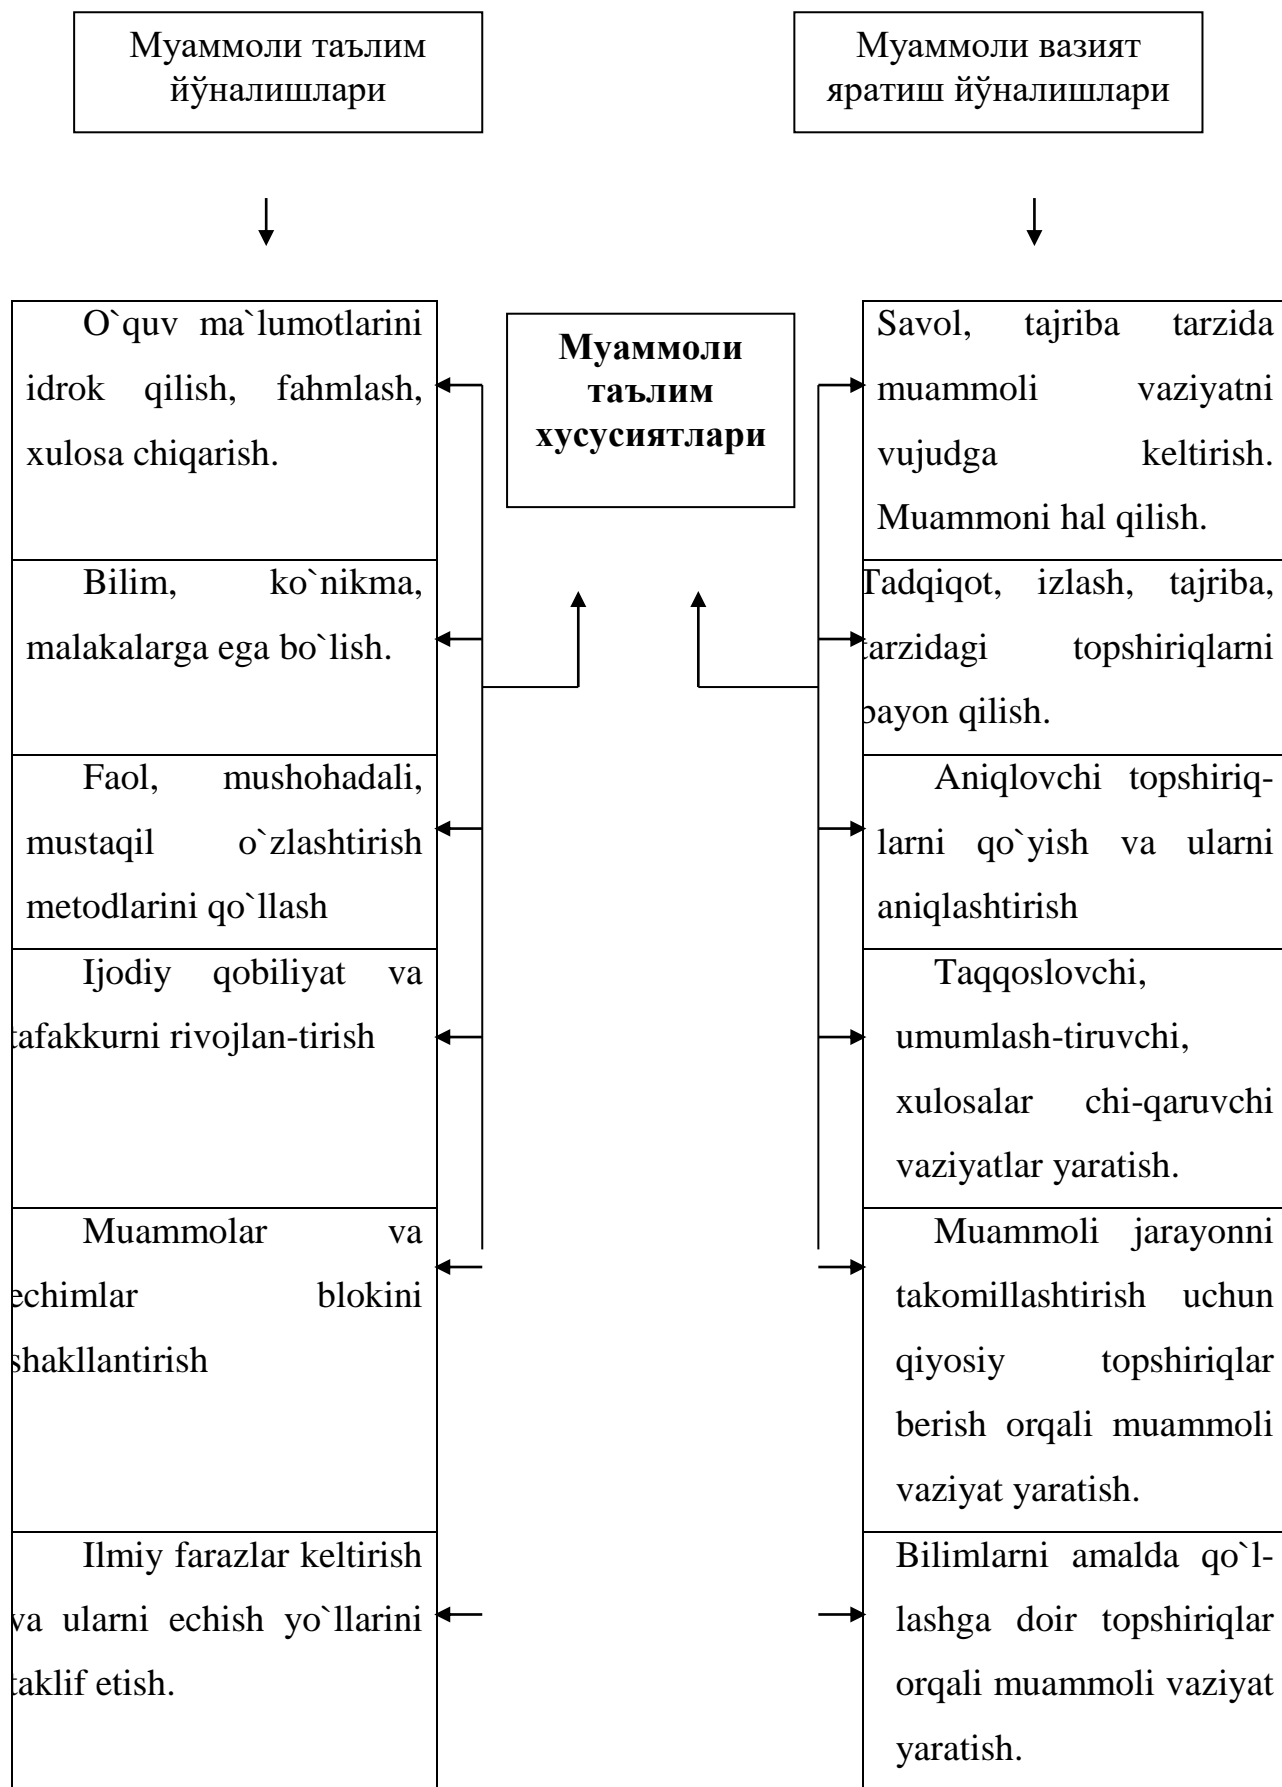 Муаммоли таълим
йўналишлари
Муаммоли вазият
яратиш йўналишлари
Муаммоли
таълим
хусусиятлари
O`quv ma`lumotlarini
idrok qilish, fahmlash,
xulosa chiqarish.
Bilim, ko`nikma,
malakalarga ega bo`lish.
Faol, mushohadali,
mustaqil o`zlashtirish
metodlarini qo`llash
Ijodiy qobiliyat va
tafakkurni rivojlan-tirish
Muammolar va
echimlar blokini
shakllantirish
Ilmiy farazlar keltirish
va ularni echish yo`llarini
taklif etish.
Savol, tajriba tarzida
muammoli vaziyatni
vujudga keltirish.
Muammoni hal qilish.
Tadqiqot, izlash, tajriba,
tarzidagi topshiriqlarni
bayon qilish.
Aniqlovchi topshiriq-
larni qo`yish va ularni
aniqlashtirish
Taqqoslovchi,
umumlash-tiruvchi,
xulosalar chi-qaruvchi
vaziyatlar yaratish.
Muammoli jarayonni
takomillashtirish uchun
qiyosiy topshiriqlar
berish orqali muammoli
vaziyat yaratish.
Bilimlarni amalda qo`l-
lashga doir topshiriqlar
orqali muammoli vaziyat
yaratish.